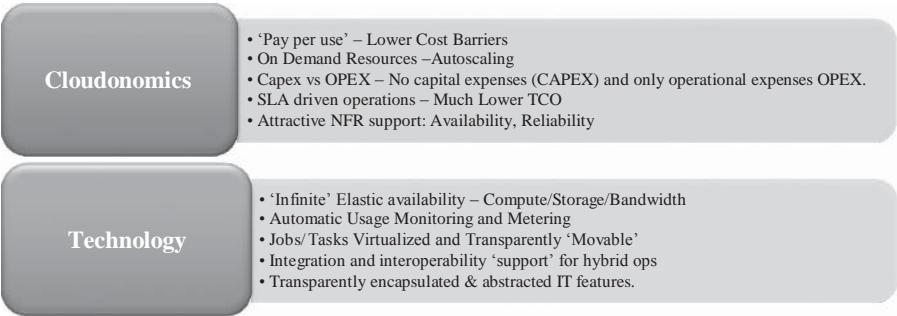 Cloudonomics
• ‘Pay per use’ – Lower Cost Barriers
• On Demand Resources –Autoscaling
• Capex vs OPEX – No capital expenses (CAPEX) and only operational expenses OPEX.
• SLA driven operations – Much Lower TCO
• Attractive NFR support: Availability, Reliability
Technology
• ‘Infinite’ Elastic availability – Compute/Storage/Bandwidth
• Automatic Usage Monitoring and Metering
• Jobs/Tasks Virtualized and Transparently ‘Movable’
• Integration and interoperability ‘support’ for hybrid ops
• Transparently encapsulated & abstracted IT features.